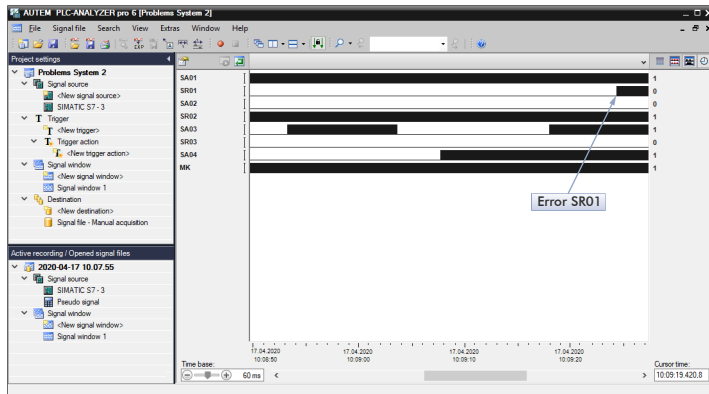 AUTEM PLC-ANALYZER pro 6 [Problems System 2]
File Signal file Search View Extras Window Help
Project settings
Problems System 2
Signal source
<New signal source>
SIMATIC S7 - 3
Trigger
<New trigger>
Trigger action
<New trigger action>
Signal window
<New signal window>
Signal window 1
Destination
<New destination>
Signal file - Manual acquisition
Active recording / Opened signal files
2020-04-17 10.07.55
Signal source
SIMATIC S7 - 3
Pseudo signal
Signal window
<New signal window>
Signal window 1
SA01 1
SR01 0
SA02 0
SR02 1
SA03 1
SR03 0
SA04 1
MK 1
Error SR01
17.04.2020 17.04.2020 17.04.2020 17.04.2020
10:08:50 10:09:00 10:09:10 10:09:20
Time base: Cursor time:
60 ms 10:09:19.420,8